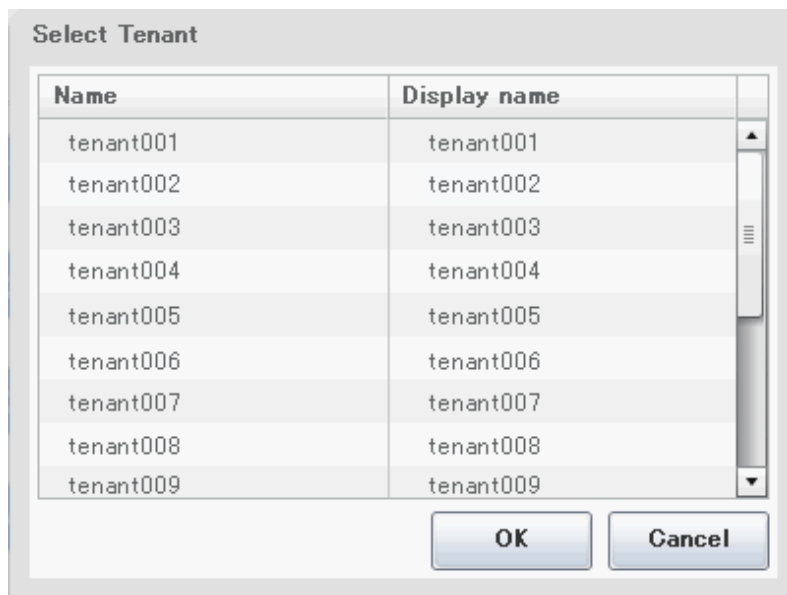 Select Tenant
Name Display name
tenant001 tenant001
tenant002 tenant002
tenant003 tenant003
tenant004 tenant004
tenant005 tenant005
tenant006 tenant006
tenant007 tenant007
tenant008 tenant008
tenant009 tenant009
OK Cancel